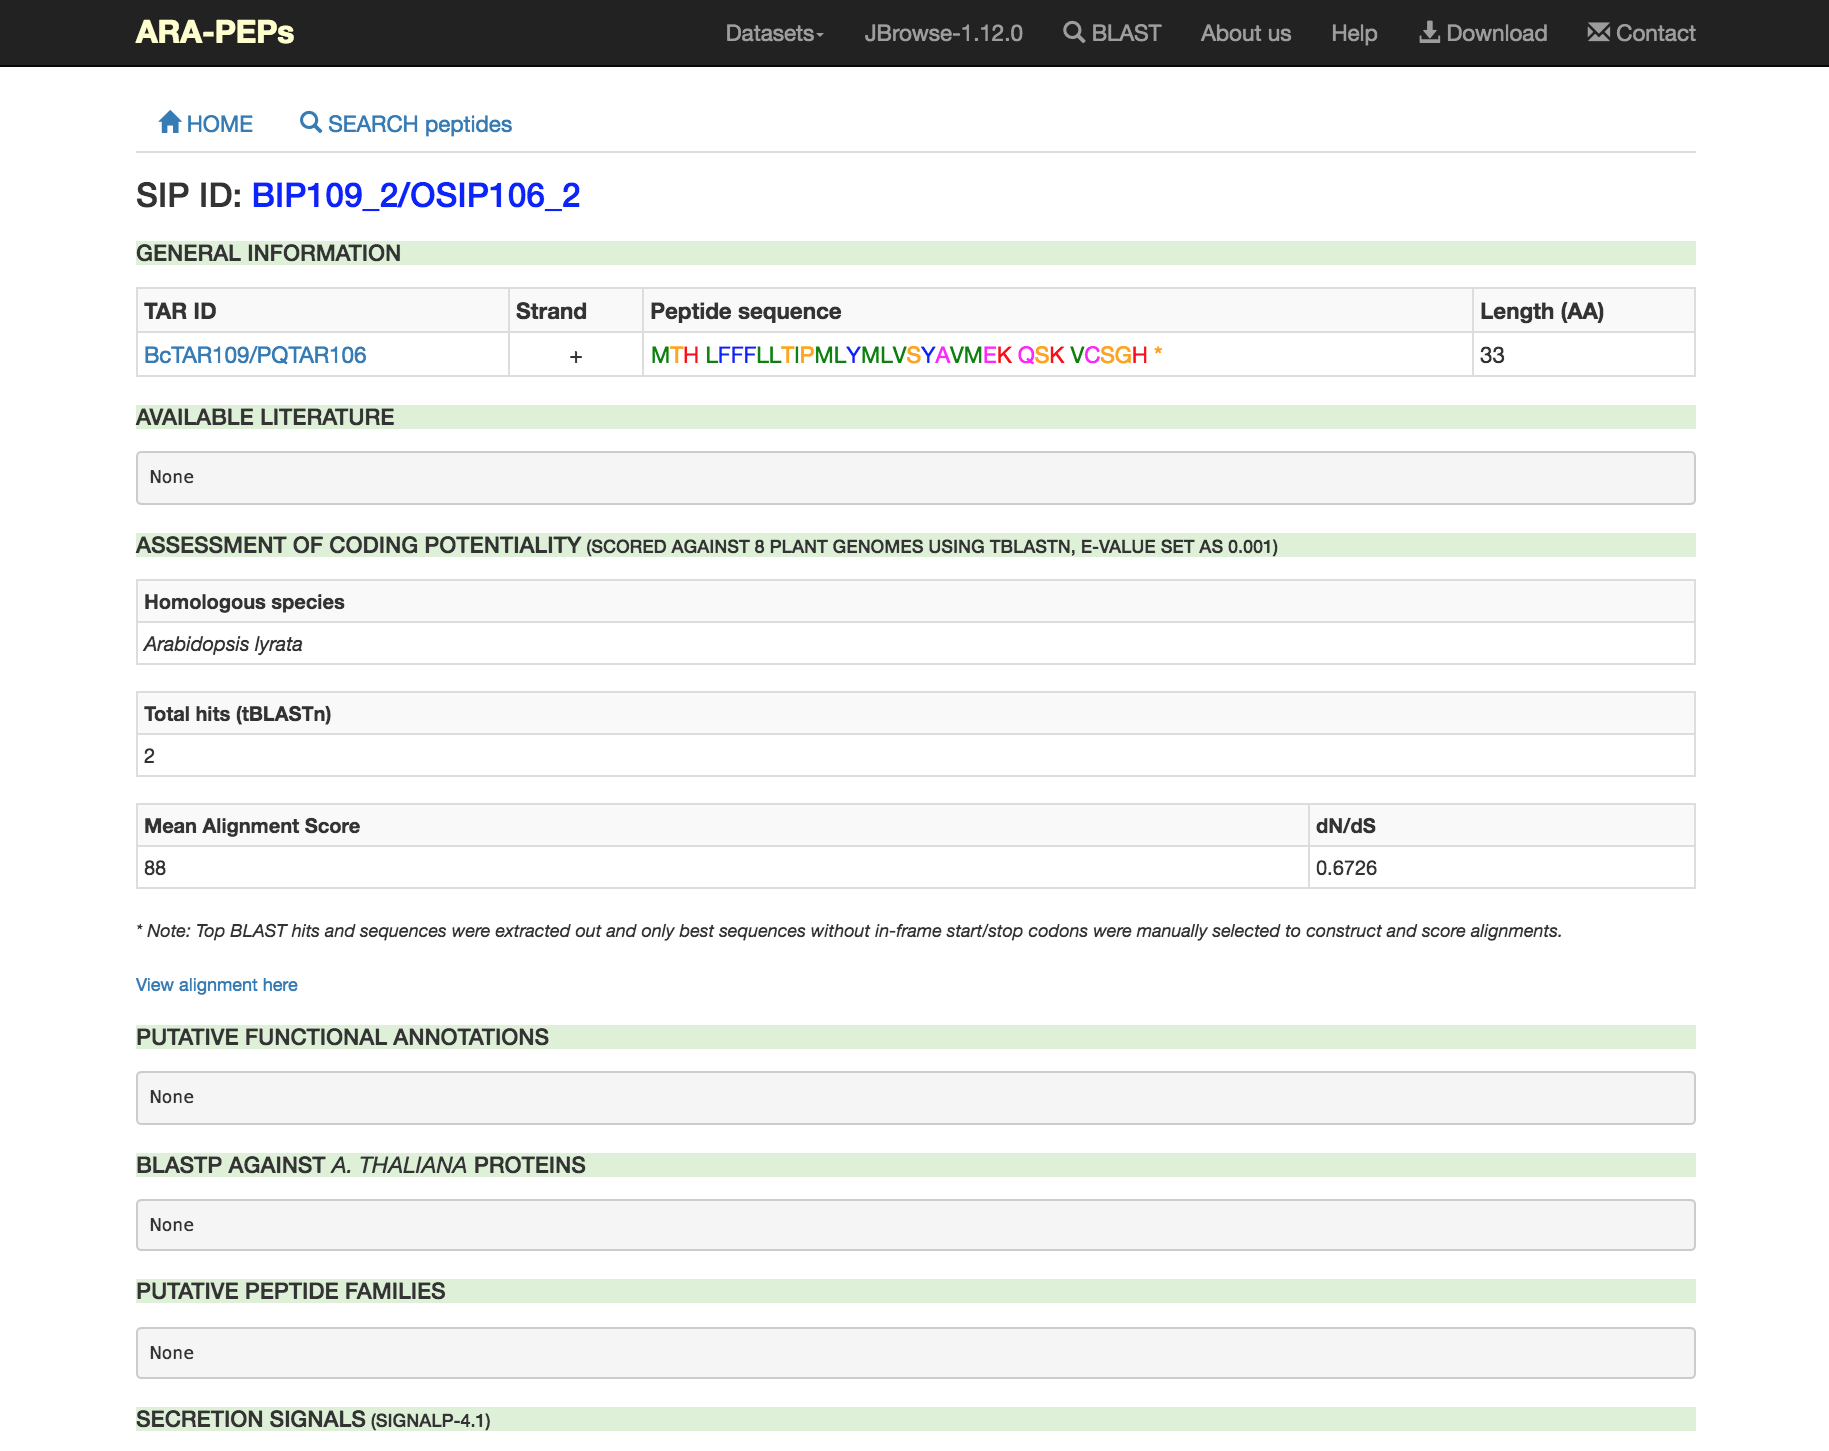 ARA-PEPs Datasets JBrowse-1.12.0 BLAST About us Help Download Contact
HOME SEARCH peptides
SIP ID: BIP109_2/OSIP106_2
GENERAL INFORMATION
TAR ID Strand Peptide sequence Length (AA)
BcTAR109/PQTAR106 + MTH LFFFLLTIPMLYMLVSYAVMEK QSK VCSGH * 33
AVAILABLE LITERATURE
None
ASSESSMENT OF CODING POTENTIALITY (SCORED AGAINST 8 PLANT GENOMES USING TBLASTN, E-VALUE SET AS 0.001)
Homologous species
Arabidopsis lyrata
Total hits (tBLASTn)
2
Mean Alignment Score dN/dS
88 0.6726
* Note: Top BLAST hits and sequences were extracted out and only best sequences without in-frame start/stop codons were manually selected to construct and score alignments.
View alignment here
PUTATIVE FUNCTIONAL ANNOTATIONS
None
BLASTP AGAINST A. THALIANA PROTEINS
None
PUTATIVE PEPTIDE FAMILIES
None
SECRETION SIGNALS (SIGNALP-4.1)